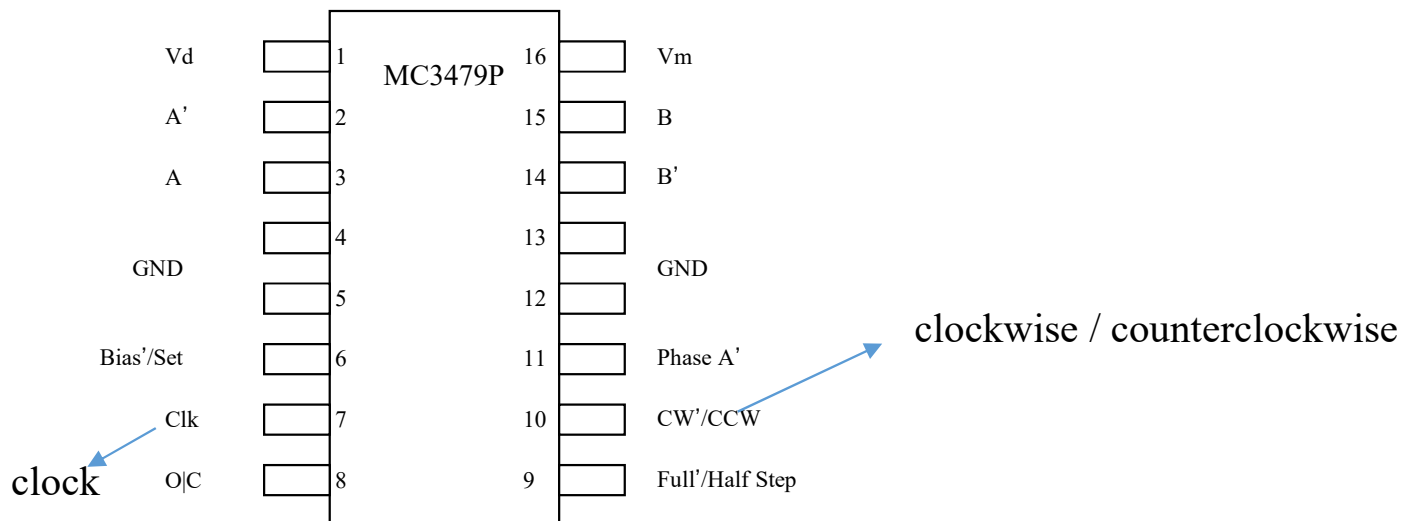 MC3479P
Vd 1 16 Vm
A’ 2 15 B
A 3 14 B’
4 13
GND GND
5 12
clockwise / counterclockwise
Bias’/Set 6 11 Phase A’
Clk 7 10 CW’/CCW
clock
O|C 8 9 Full’/Half Step